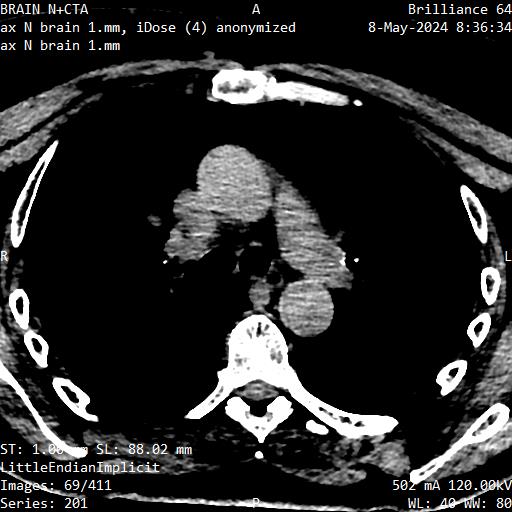 BRAIN N+CTA
A
Brilliance 64
ax N brain 1.mm, iDose (4) anonymized
8-May-2024 8:36:34
ax N brain 1.mm
R
L
ST: 1.00 mm SL: 88.02 mm
LittleEndianImplicit
Images: 69/411
502 mA 120.00kV
Series: 201
P
WL: 40 WW: 80